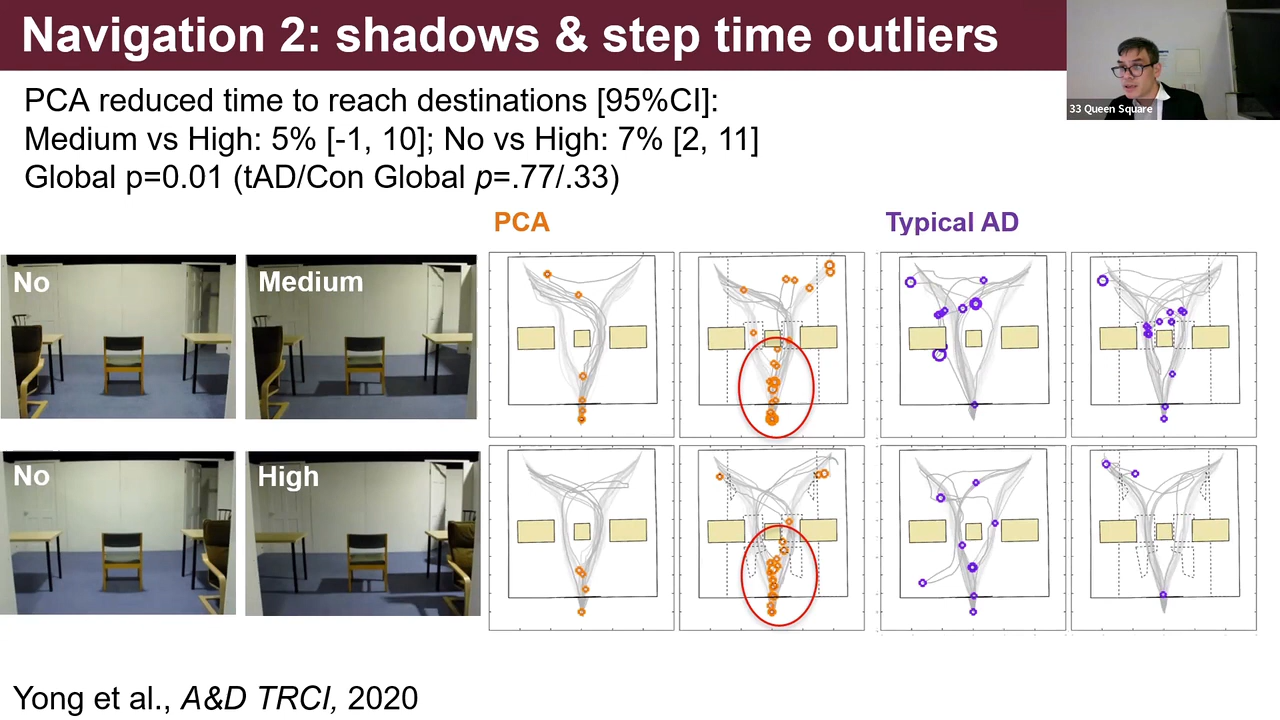 Navigation 2: shadows & step time outliers
33 Queen Square
PCA reduced time to reach destinations [95%CI]:
Medium vs High: 5% [-1, 10]; No vs High: 7% [2, 11]
Global p=0.01 (tAD/Con Global p=.77/.33)
PCA
Typical AD
No
Medium
No
High
Yong et al., A&D TRCI, 2020